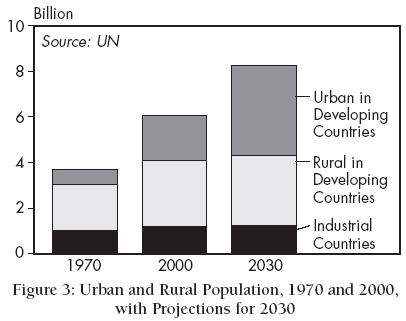 Billion
10
Source: UN
8
6
4
2
0
Urban in
Developing
Countries
Rural in
Developing
Countries
Industrial
Countries
1970 2000 2030
Figure 3: Urban and Rural Population, 1970 and 2000,
with Projections for 2030